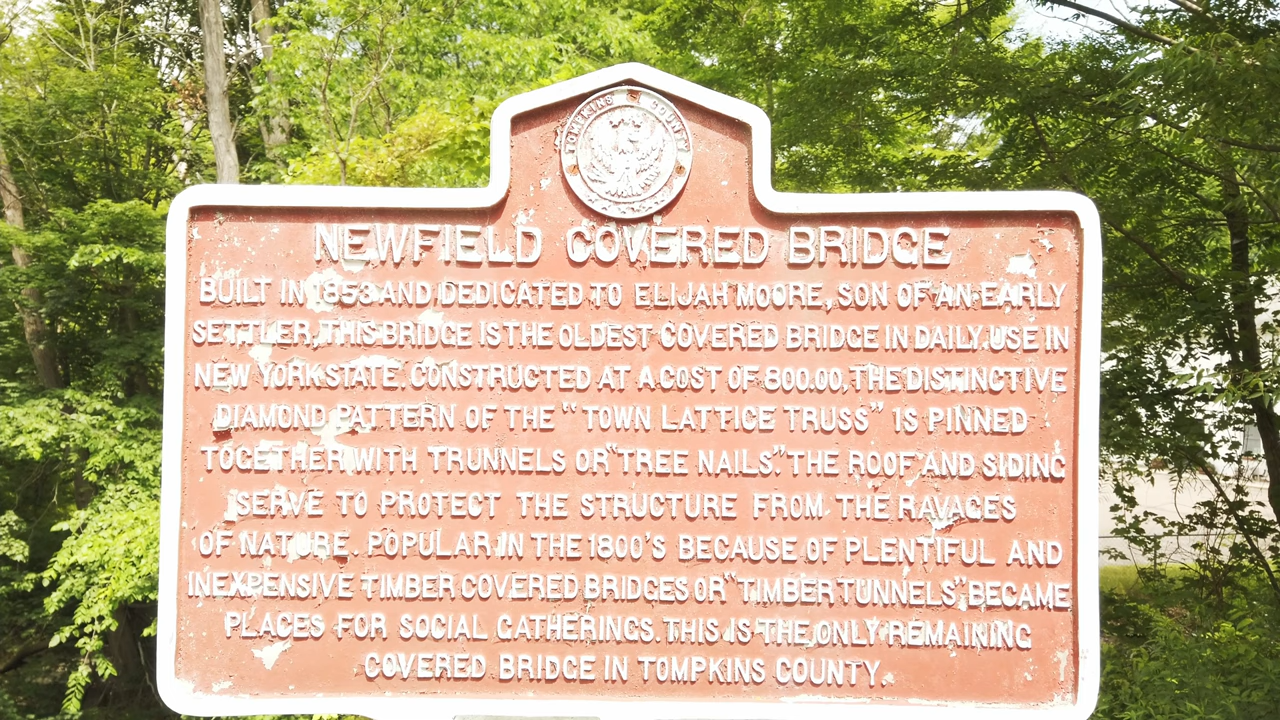 TOMPKINS COUNTY
NEWFIELD COVERED BRIDGE
BUILT IN 1853 AND DEDICATED TO ELIJAH MOORE, SON OF AN EARLY
SETTLER, THIS BRIDGE IS THE OLDEST COVERED BRIDGE IN DAILY USE IN
NEW YORK STATE. CONSTRUCTED AT A COST OF 800.00, THE DISTINCTIVE
DIAMOND PATTERN OF THE "TOWN LATTICE TRUSS" IS PINNED
TOGETHER WITH TRUNNELS OR "TREE NAILS." THE ROOF AND SIDING
SERVE TO PROTECT THE STRUCTURE FROM THE RAVAGES
OF NATURE. POPULAR IN THE 1800'S BECAUSE OF PLENTIFUL AND
INEXPENSIVE TIMBER COVERED BRIDGES OR "TIMBER TUNNELS" BECAME
PLACES FOR SOCIAL GATHERINGS. THIS IS THE ONLY REMAINING
COVERED BRIDGE IN TOMPKINS COUNTY.